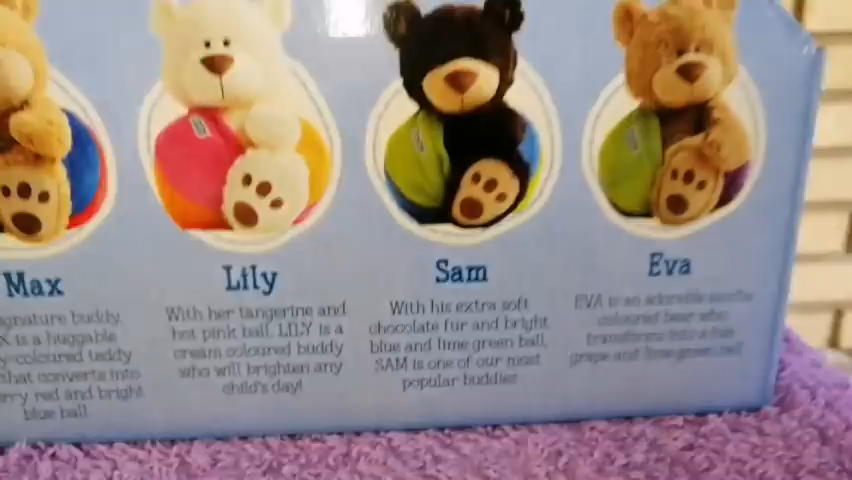 Max
Lily
Sam
Eva
signature buddy,
X is a huggable
y-coloured teddy
that converts into
rry red and bright
blue ball
With her tangerine and
hot pink ball, LILY is a
cream coloured buddy
who will brighten any
child's day!
With his extra soft
chocolate fur and bright
blue and lime green ball,
SAM is one of our most
popular buddies
EVA is an adorable
coloured bear who
transforms into a fun
grape and lime green ball